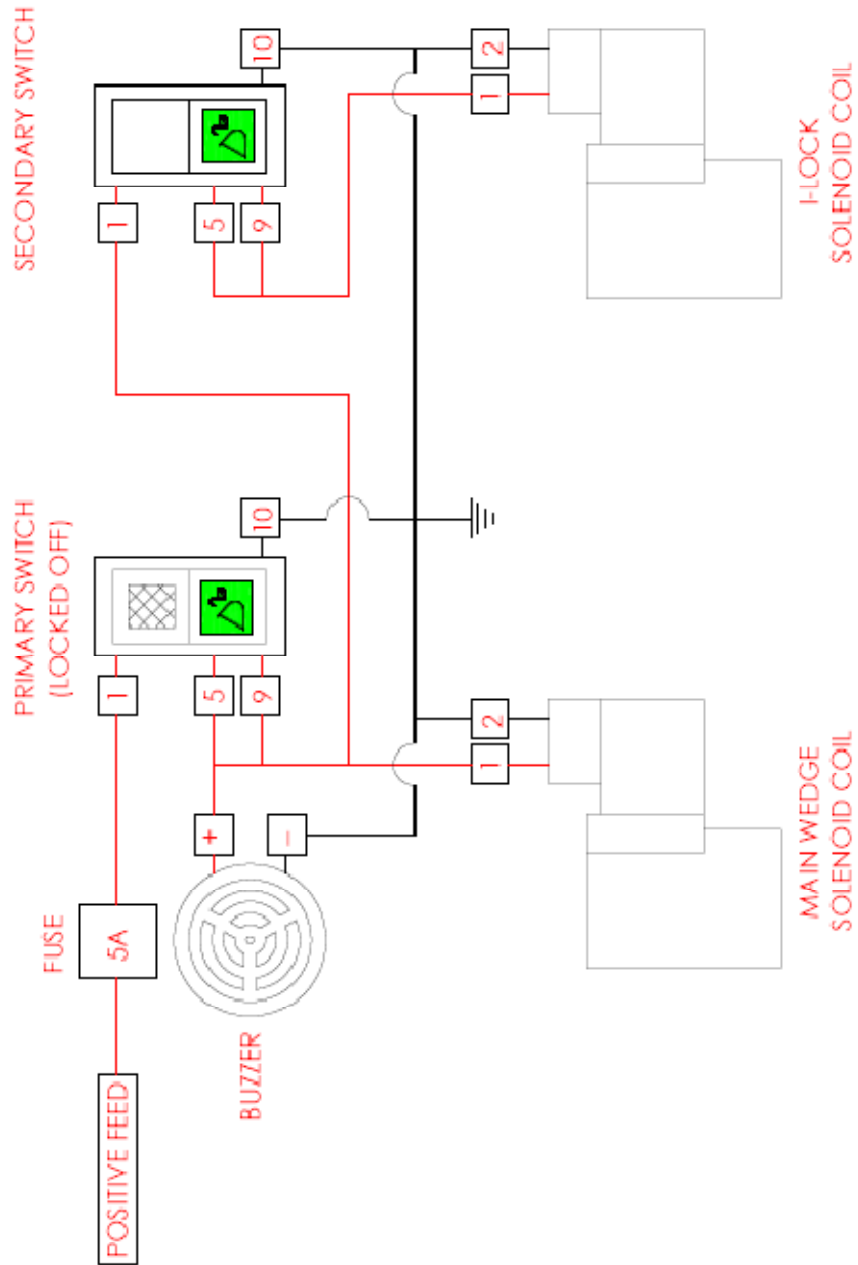 POSITIVE FEED
FUSE
5A
BUZZER
+
-
PRIMARY SWITCH
(LOCKED OFF)
1
5
9
10
SECONDARY SWITCH
1
5
9
10
1
2
MAIN WEDGE
SOLENOID COIL
1
2
I-LOCK
SOLENOID COIL